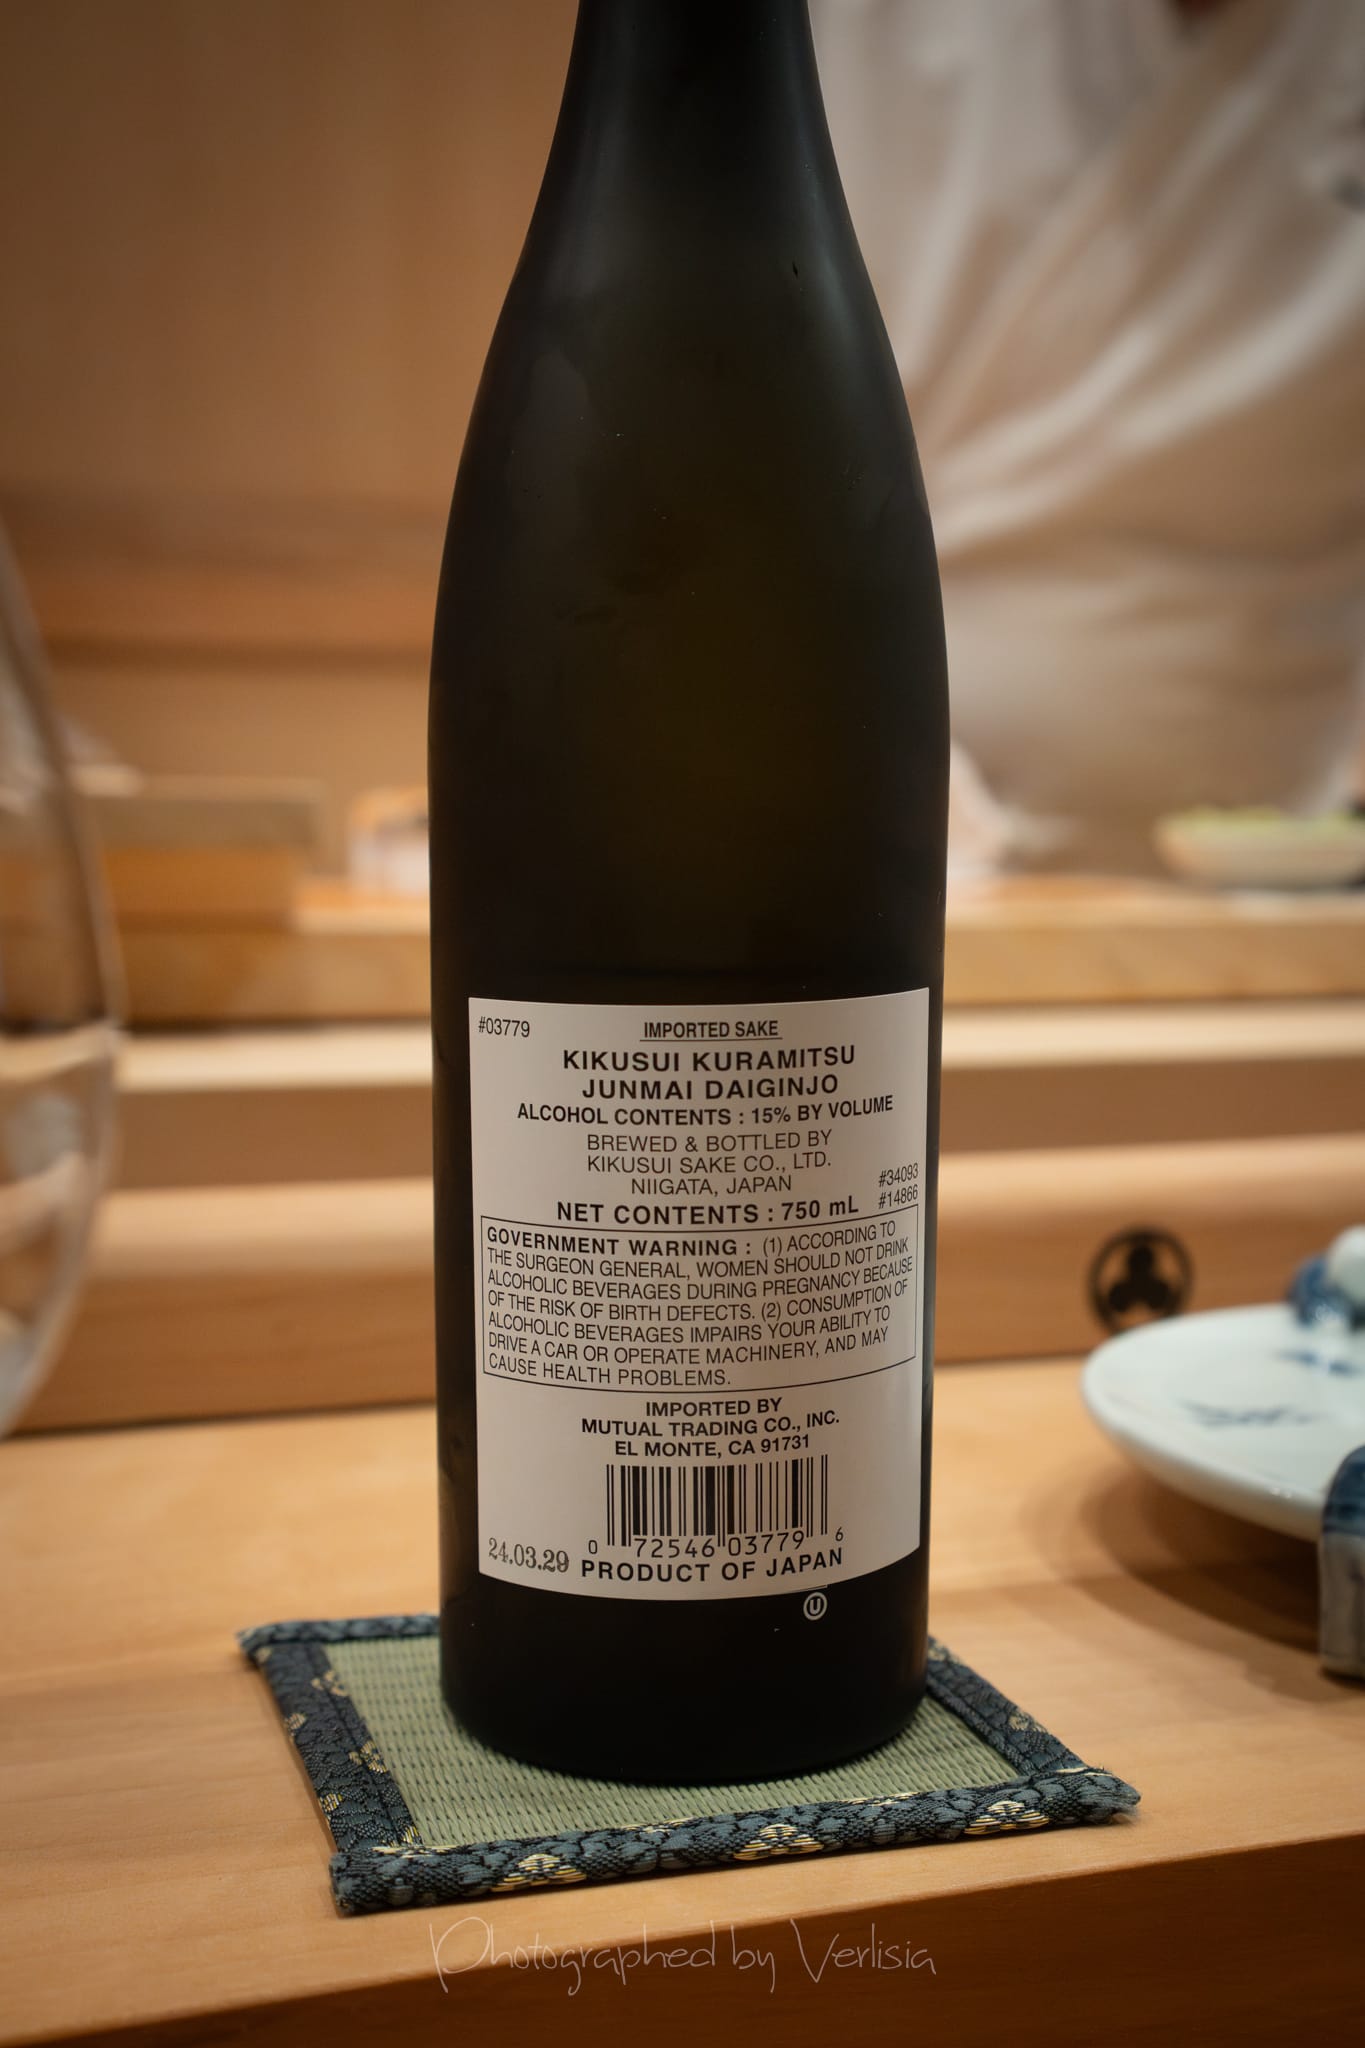 #03779
IMPORTED SAKE
KIKUSUI KURAMITSU
JUNMAI DAIGINJO
ALCOHOL CONTENTS : 15% BY VOLUME
BREWED & BOTTLED BY
KIKUSUI SAKE CO., LTD.
NIIGATA, JAPAN
#34093
#14866
NET CONTENTS : 750 mL
GOVERNMENT WARNING : (1) ACCORDING TO
THE SURGEON GENERAL, WOMEN SHOULD NOT DRINK
ALCOHOLIC BEVERAGES DURING PREGNANCY BECAUSE
OF THE RISK OF BIRTH DEFECTS. (2) CONSUMPTION OF
ALCOHOLIC BEVERAGES IMPAIRS YOUR ABILITY TO
DRIVE A CAR OR OPERATE MACHINERY, AND MAY
CAUSE HEALTH PROBLEMS.
IMPORTED BY
MUTUAL TRADING CO., INC.
EL MONTE, CA 91731
0 72546 03779 6
24.03.29
PRODUCT OF JAPAN
U
Photographed by Verlisia